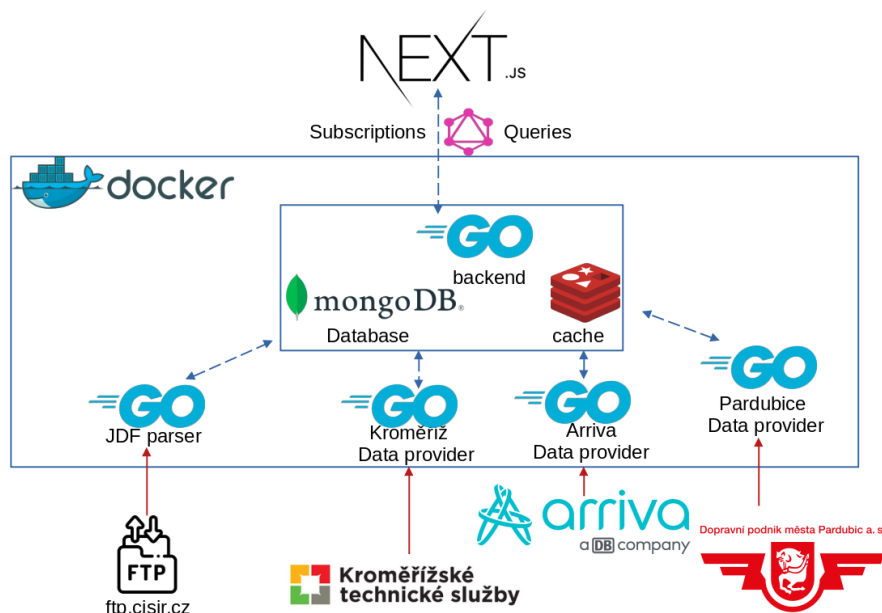 NEXT.JS
Subscriptions
Queries
docker
GO
backend
mongoDB®
Database
cache
GO
JDF parser
GO
Kroměříž
Data provider
GO
Arriva
Data provider
GO
Pardubice
Data provider
FTP
ftp.cisjr.cz
Kroměřížské
technické služby
arriva
a DB company
Dopravní podnik města Pardubic a. s